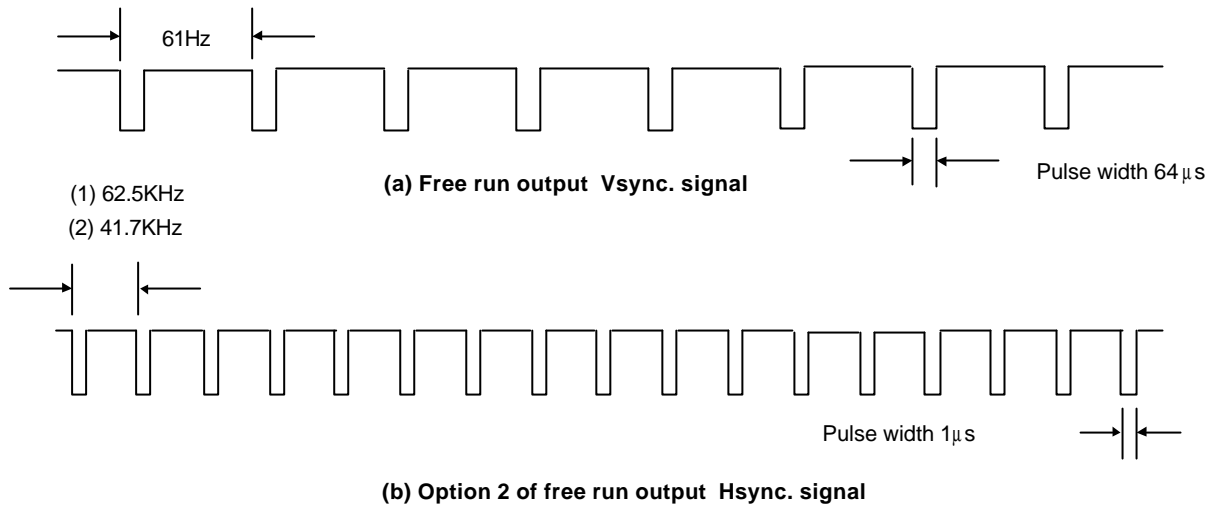 61Hz
(a) Free run output Vsync. signal
Pulse width 64μs
(1) 62.5KHz
(2) 41.7KHz
Pulse width 1μs
(b) Option 2 of free run output Hsync. signal